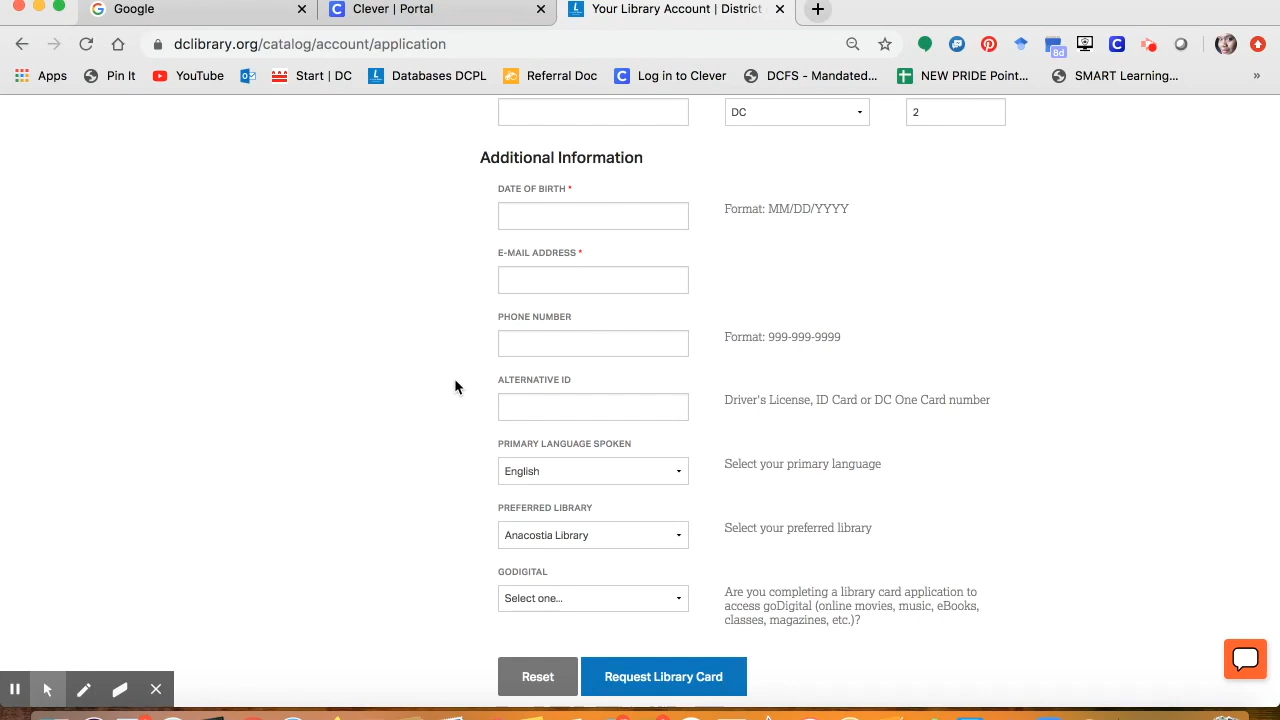 Google
Clever | Portal
Your Library Account | District
dclibrary.org/catalog/account/application
8d
Apps
Pin It
YouTube
Start | DC
Databases DCPL
Referral Doc
Log in to Clever
DCFS - Mandated...
NEW PRIDE Point...
SMART Learning...
»
DC
2
Additional Information
DATE OF BIRTH *
Format: MM/DD/YYYY
E-MAIL ADDRESS *
PHONE NUMBER
Format: 999-999-9999
ALTERNATIVE ID
Driver's License, ID Card or DC One Card number
PRIMARY LANGUAGE SPOKEN
English
Select your primary language
PREFERRED LIBRARY
Anacostia Library
Select your preferred library
GODIGITAL
Select one...
Are you completing a library card application to
access goDigital (online movies, music, eBooks,
classes, magazines, etc.)?
Reset
Request Library Card